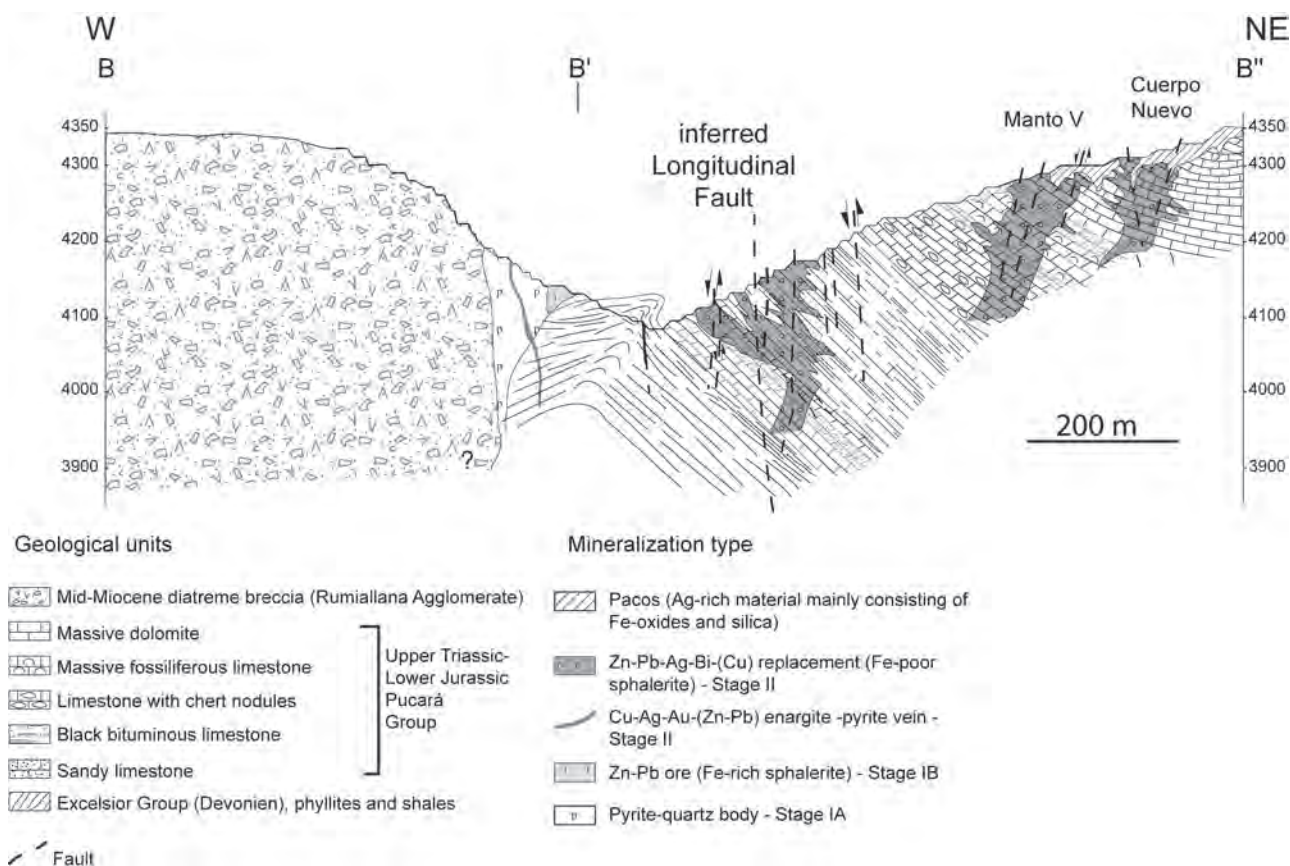 W
NE
B
B'
B"
Cuerpo
Nuevo
Manto V
inferred
Longitudinal
Fault
4350
4300
4200
4100
4000
3900
4350
4300
4200
4100
4000
3900
?
200 m
Geological units
Mid-Miocene diatreme breccia (Rumiallana Agglomerate)
Massive dolomite
Massive fossiliferous limestone
Limestone with chert nodules
Black bituminous limestone
Sandy limestone
Upper Triassic-
Lower Jurassic
Pucará
Group
Excelsior Group (Devonien), phyllites and shales
Fault
Mineralization type
Pacos (Ag-rich material mainly consisting of
Fe-oxides and silica)
Zn-Pb-Ag-Bi-(Cu) replacement (Fe-poor
sphalerite) - Stage II
Cu-Ag-Au-(Zn-Pb) enargite -pyrite vein -
Stage II
Zn-Pb ore (Fe-rich sphalerite) - Stage IB
p
Pyrite-quartz body - Stage IA